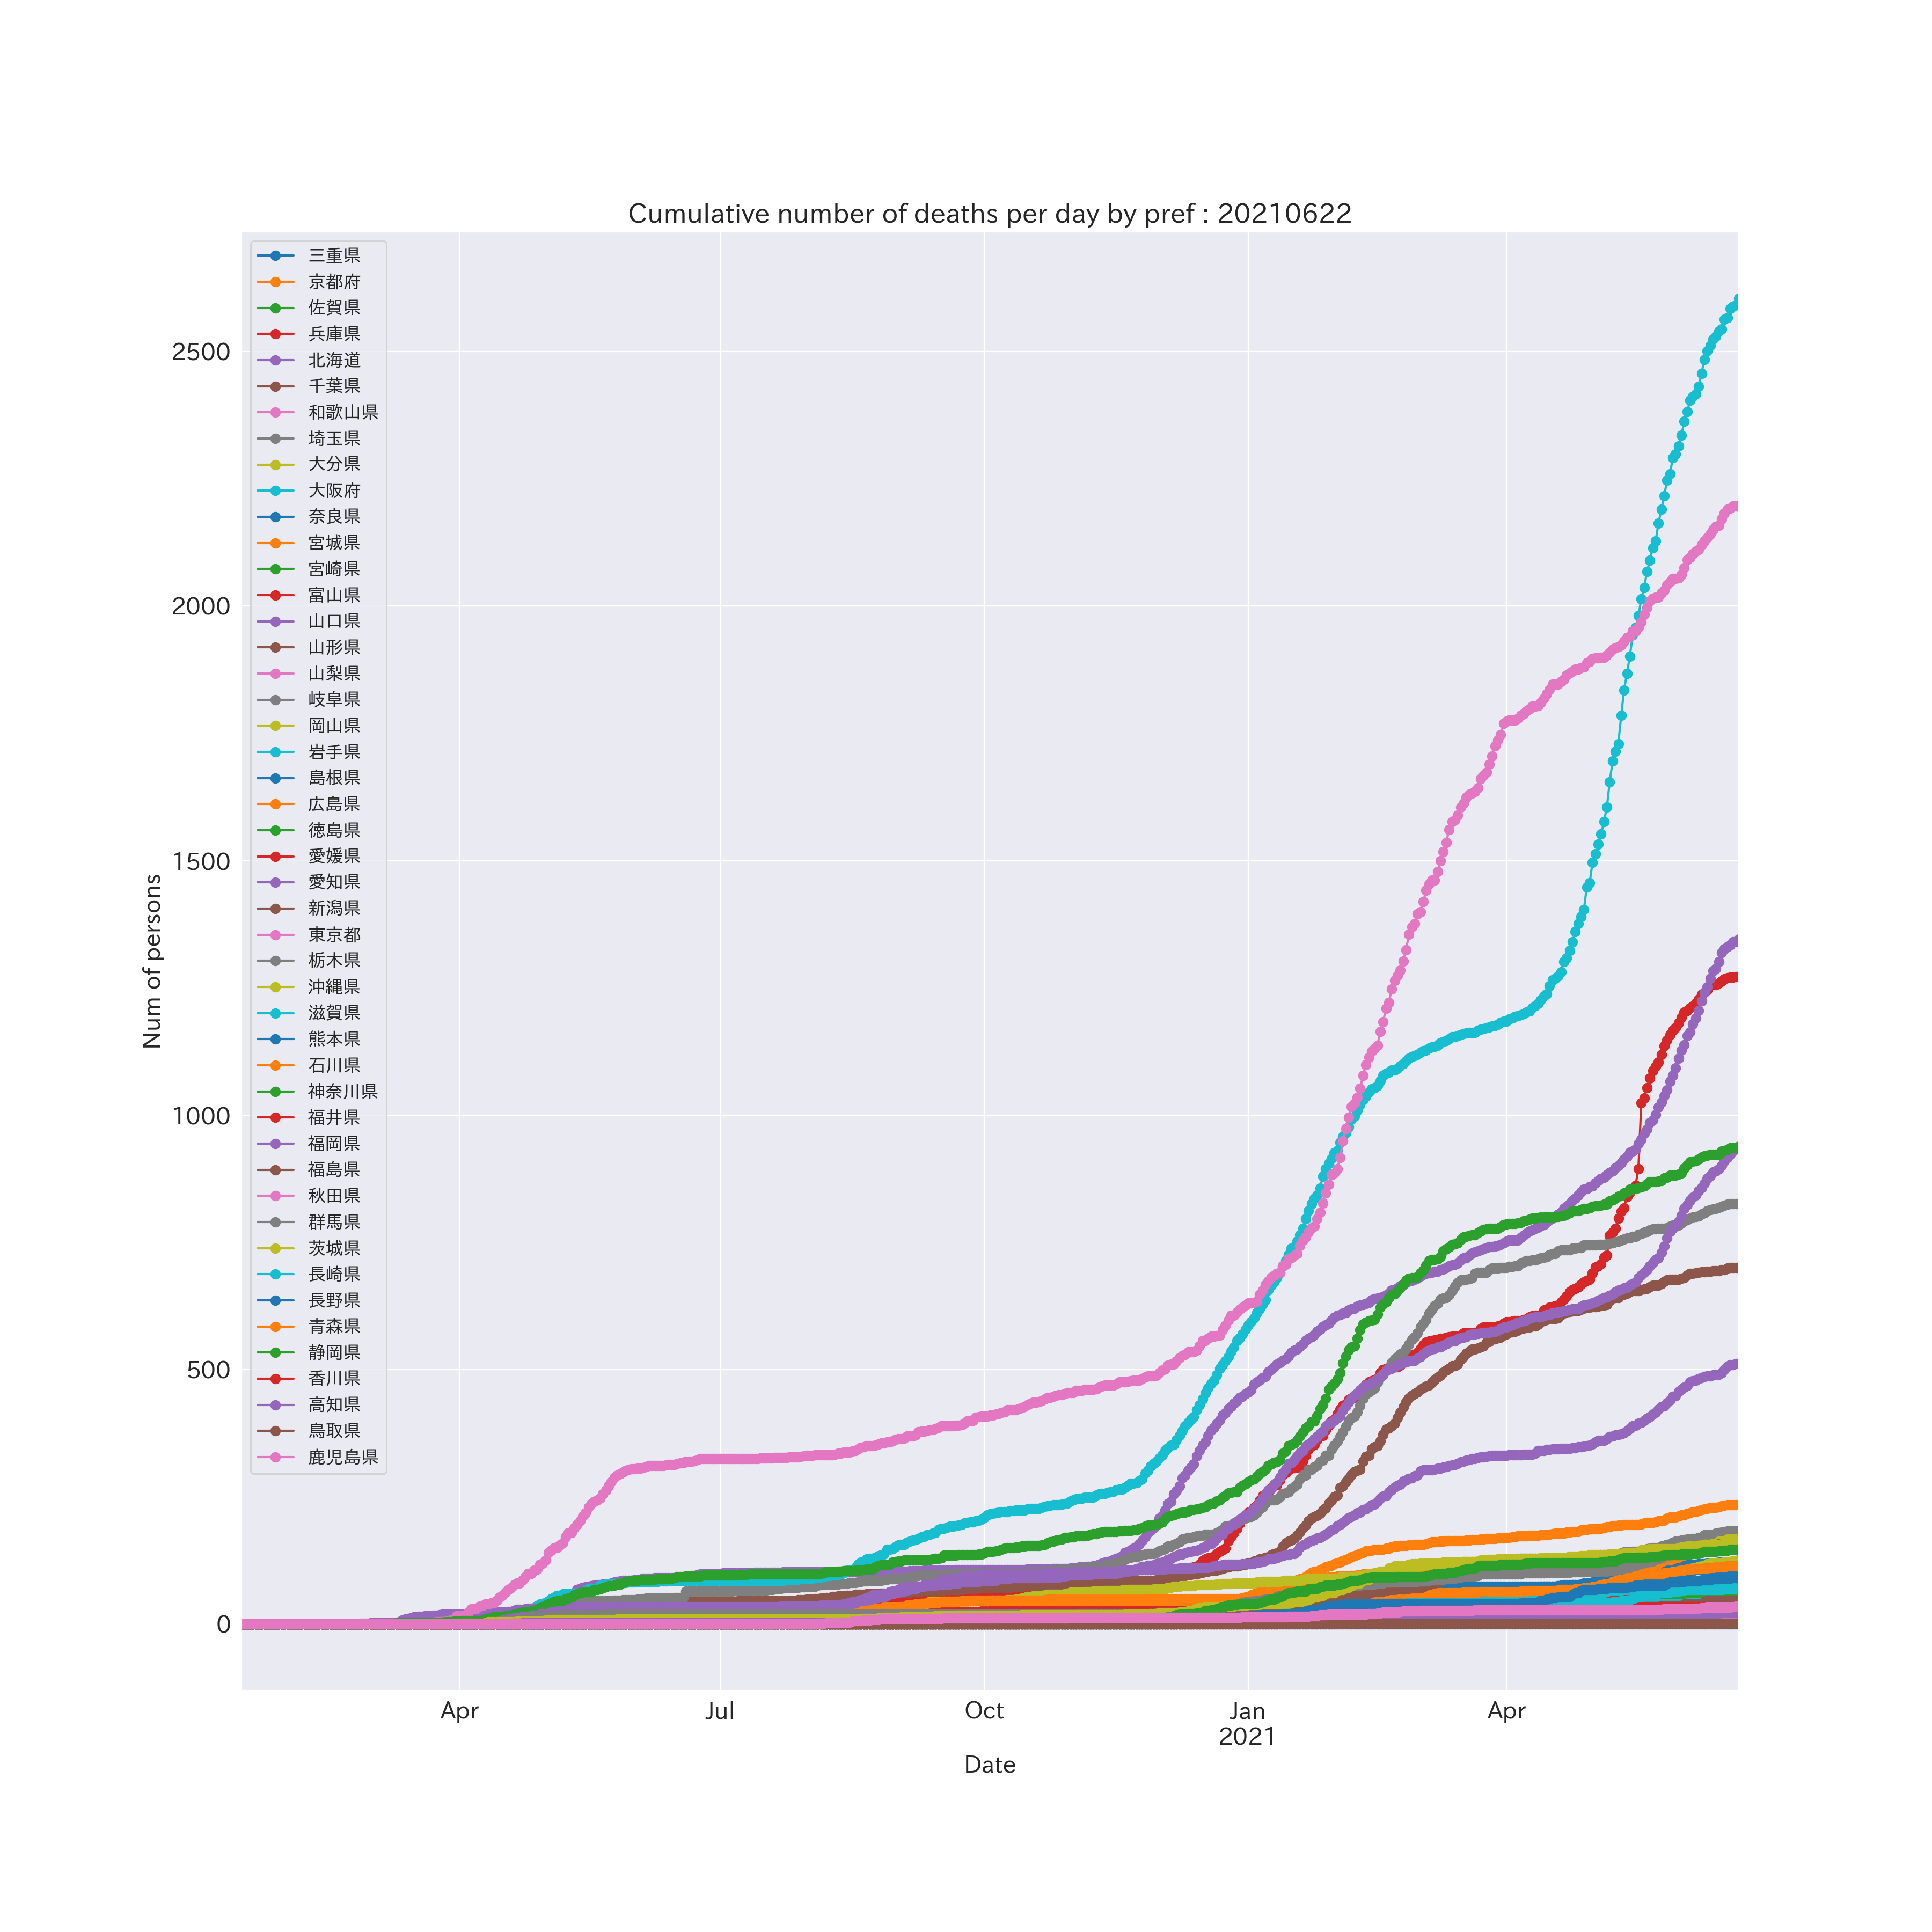 Cumulative number of deaths per day by pref : 20210622
三重県
京都府
佐賀県
兵庫県
北海道
千葉県
和歌山県
埼玉県
大分県
大阪府
奈良県
宮城県
宮崎県
富山県
山口県
山形県
山梨県
岐阜県
岡山県
岩手県
島根県
広島県
徳島県
愛媛県
愛知県
新潟県
東京都
栃木県
沖縄県
滋賀県
熊本県
石川県
神奈川県
福井県
福岡県
福島県
秋田県
群馬県
茨城県
長崎県
長野県
青森県
静岡県
香川県
高知県
鳥取県
鹿児島県
2500
2000
1500
1000
500
0
Num of persons
Apr Jul Oct Jan Apr
2021
Date